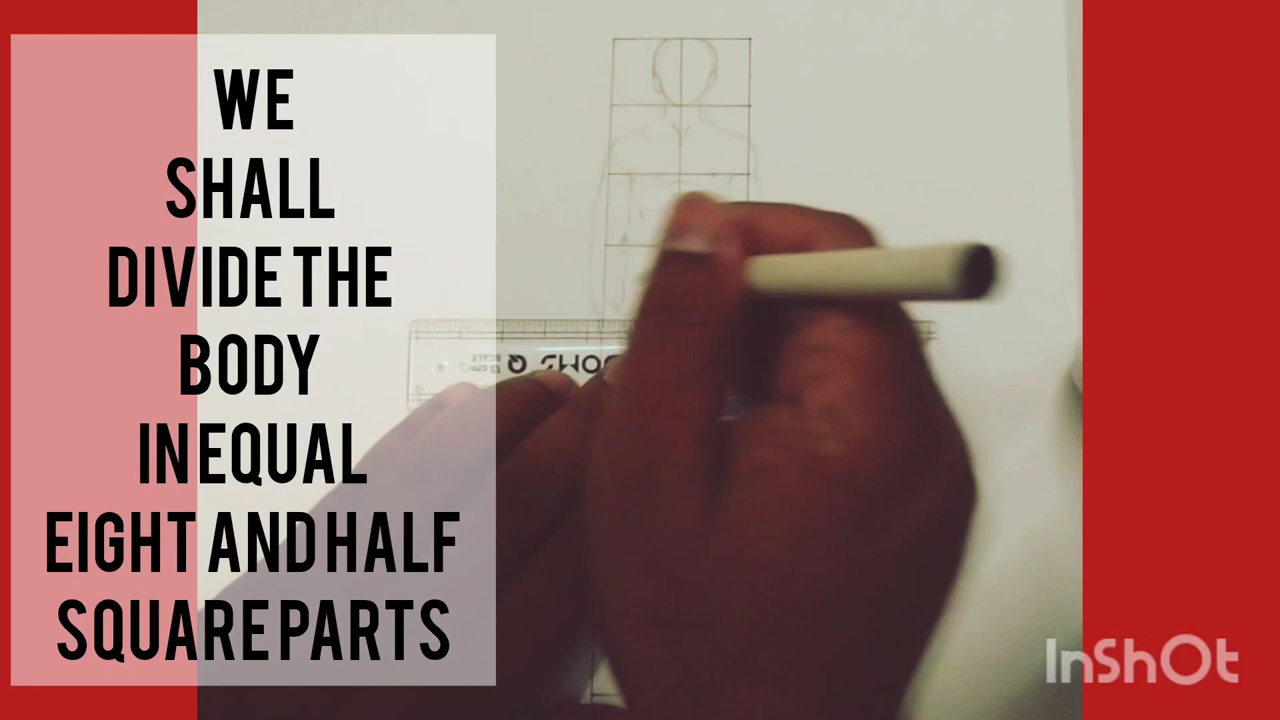 WE
SHALL
DIVIDE THE
BODY
IN EQUAL
EIGHT AND HALF
SQUARE PARTS
InShOt